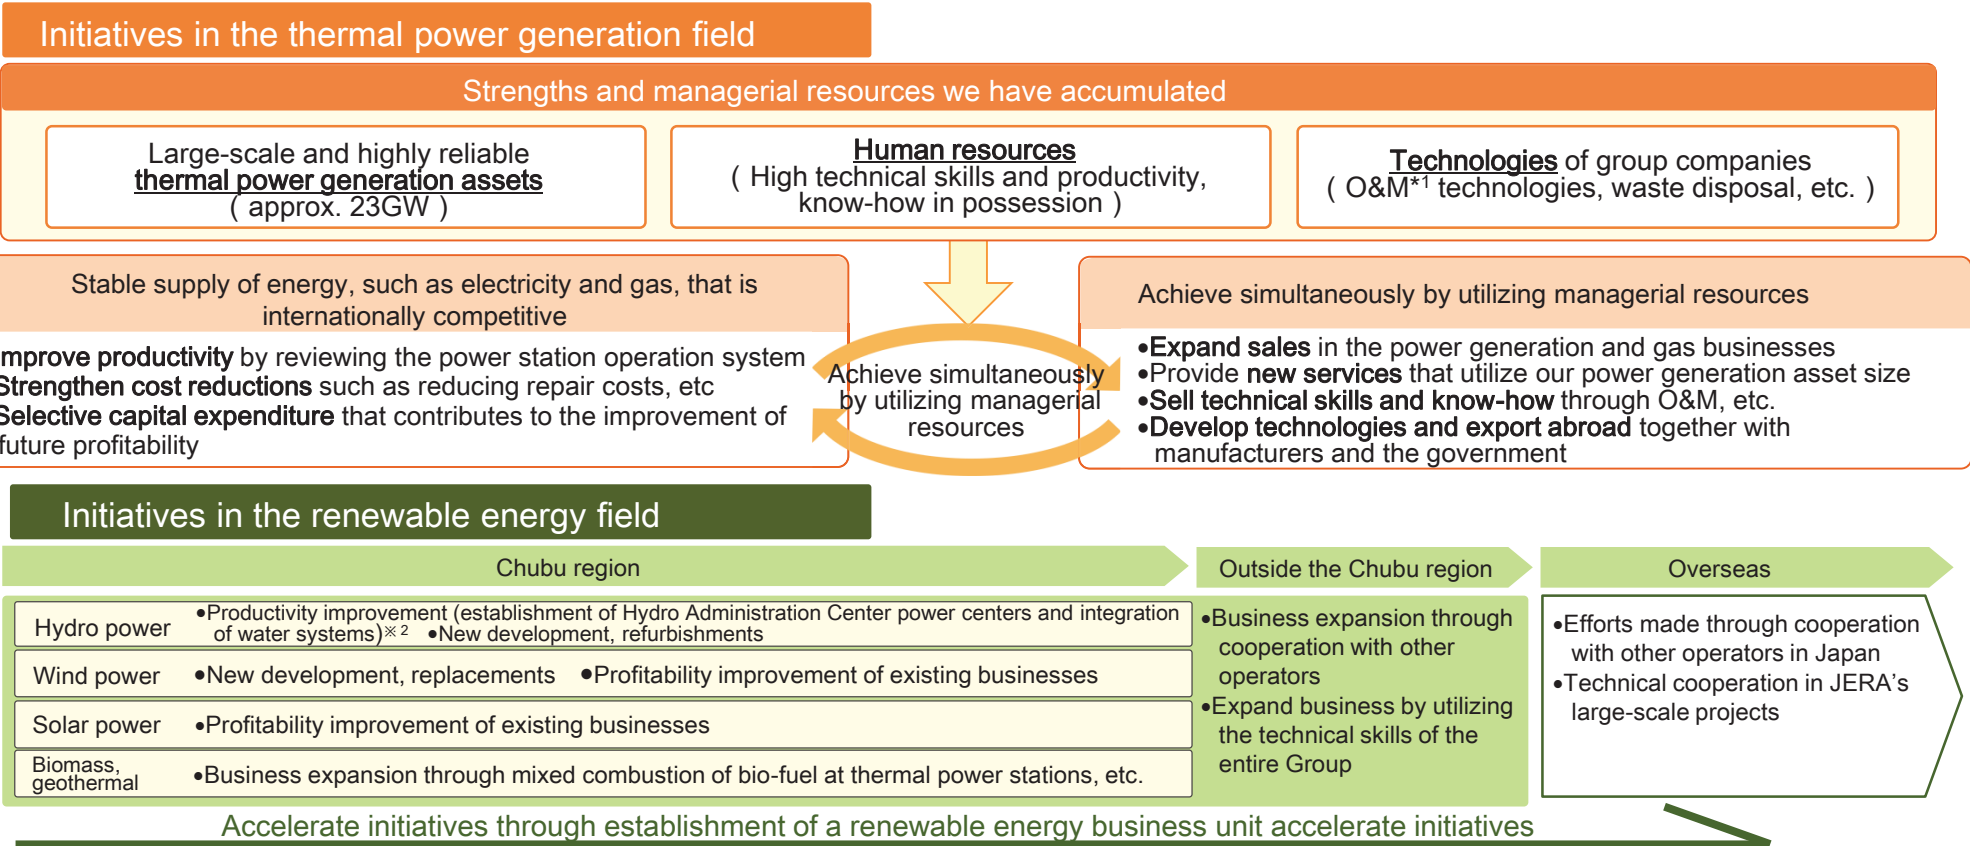 Initiatives in the thermal power generation field
Strengths and managerial resources we have accumulated
Large-scale and highly reliable
thermal power generation assets
( approx. 23GW )
Human resources
( High technical skills and productivity,
know-how in possession )
Technologies of group companies
( O&M*1 technologies, waste disposal, etc. )
Stable supply of energy, such as electricity and gas, that is
internationally competitive
mprove productivity by reviewing the power station operation system
Strengthen cost reductions such as reducing repair costs, etc
Selective capital expenditure that contributes to the improvement of
future profitability
Achieve simultaneously
by utilizing managerial
resources
Achieve simultaneously by utilizing managerial resources
•Expand sales in the power generation and gas businesses
•Provide new services that utilize our power generation asset size
•Sell technical skills and know-how through O&M, etc.
•Develop technologies and export abroad together with
manufacturers and the government
Initiatives in the renewable energy field
Chubu region
Hydro power
•Productivity improvement (establishment of Hydro Administration Center power centers and integration
of water systems)※2 •New development, refurbishments
Wind power
•New development, replacements •Profitability improvement of existing businesses
Solar power
•Profitability improvement of existing businesses
Biomass,
geothermal
•Business expansion through mixed combustion of bio-fuel at thermal power stations, etc.
Outside the Chubu region
•Business expansion through
cooperation with other
operators
•Expand business by utilizing
the technical skills of the
entire Group
Overseas
•Efforts made through cooperation
with other operators in Japan
•Technical cooperation in JERA's
large-scale projects
Accelerate initiatives through establishment of a renewable energy business unit accelerate initiatives